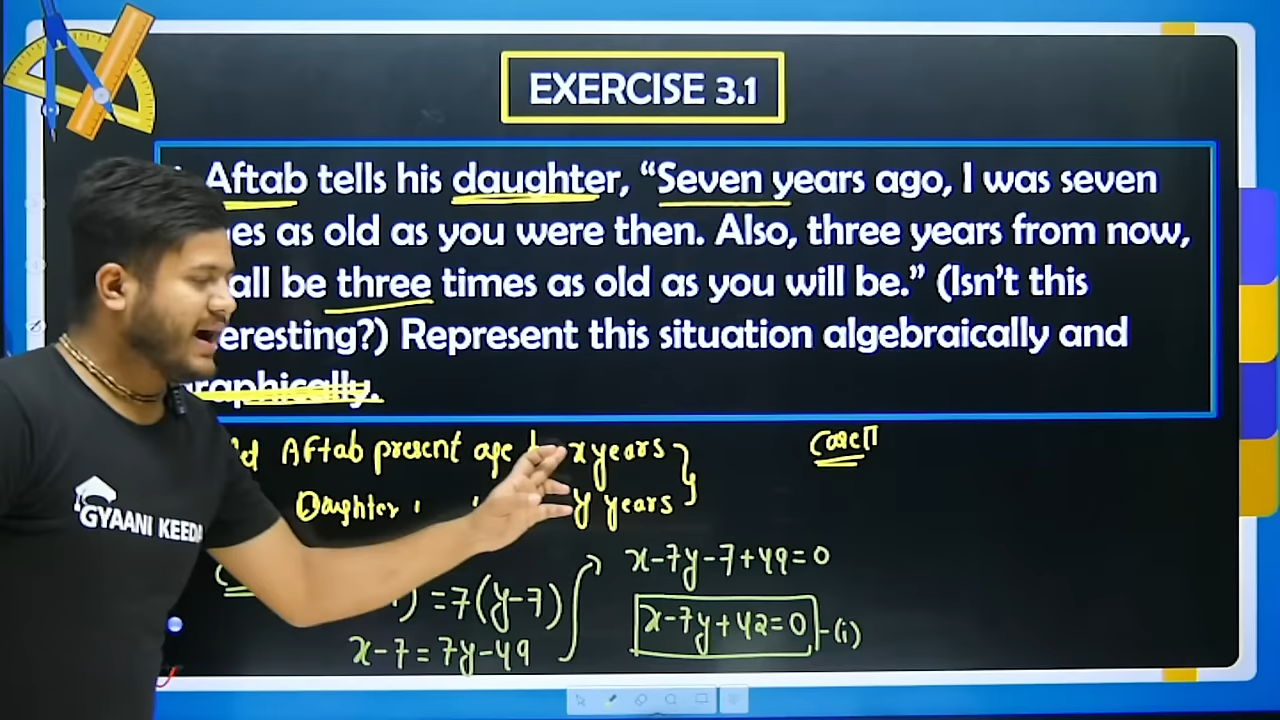 EXERCISE 3.1
Aftab tells his daughter, “Seven years ago, I was seven
as old as you were then. Also, three years from now,
be three times as old as you will be.” (Isn’t this
Represent this situation algebraically and
graphically.
Aftab present age x years
Daughter y years
Case II
=7(y-7)
x-7=7y-49
x-7y-7+49=0
x-7y+42=0 -(i)
GYAANI KEEDA